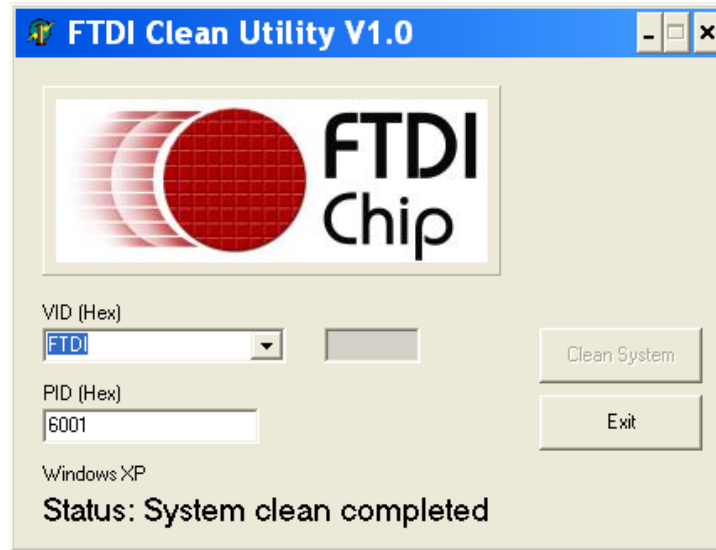 FTDI Clean Utility V1.0
FTDI
Chip
VID (Hex)
FTDI
Clean System
PID (Hex)
6001
Exit
Windows XP
Status: System clean completed